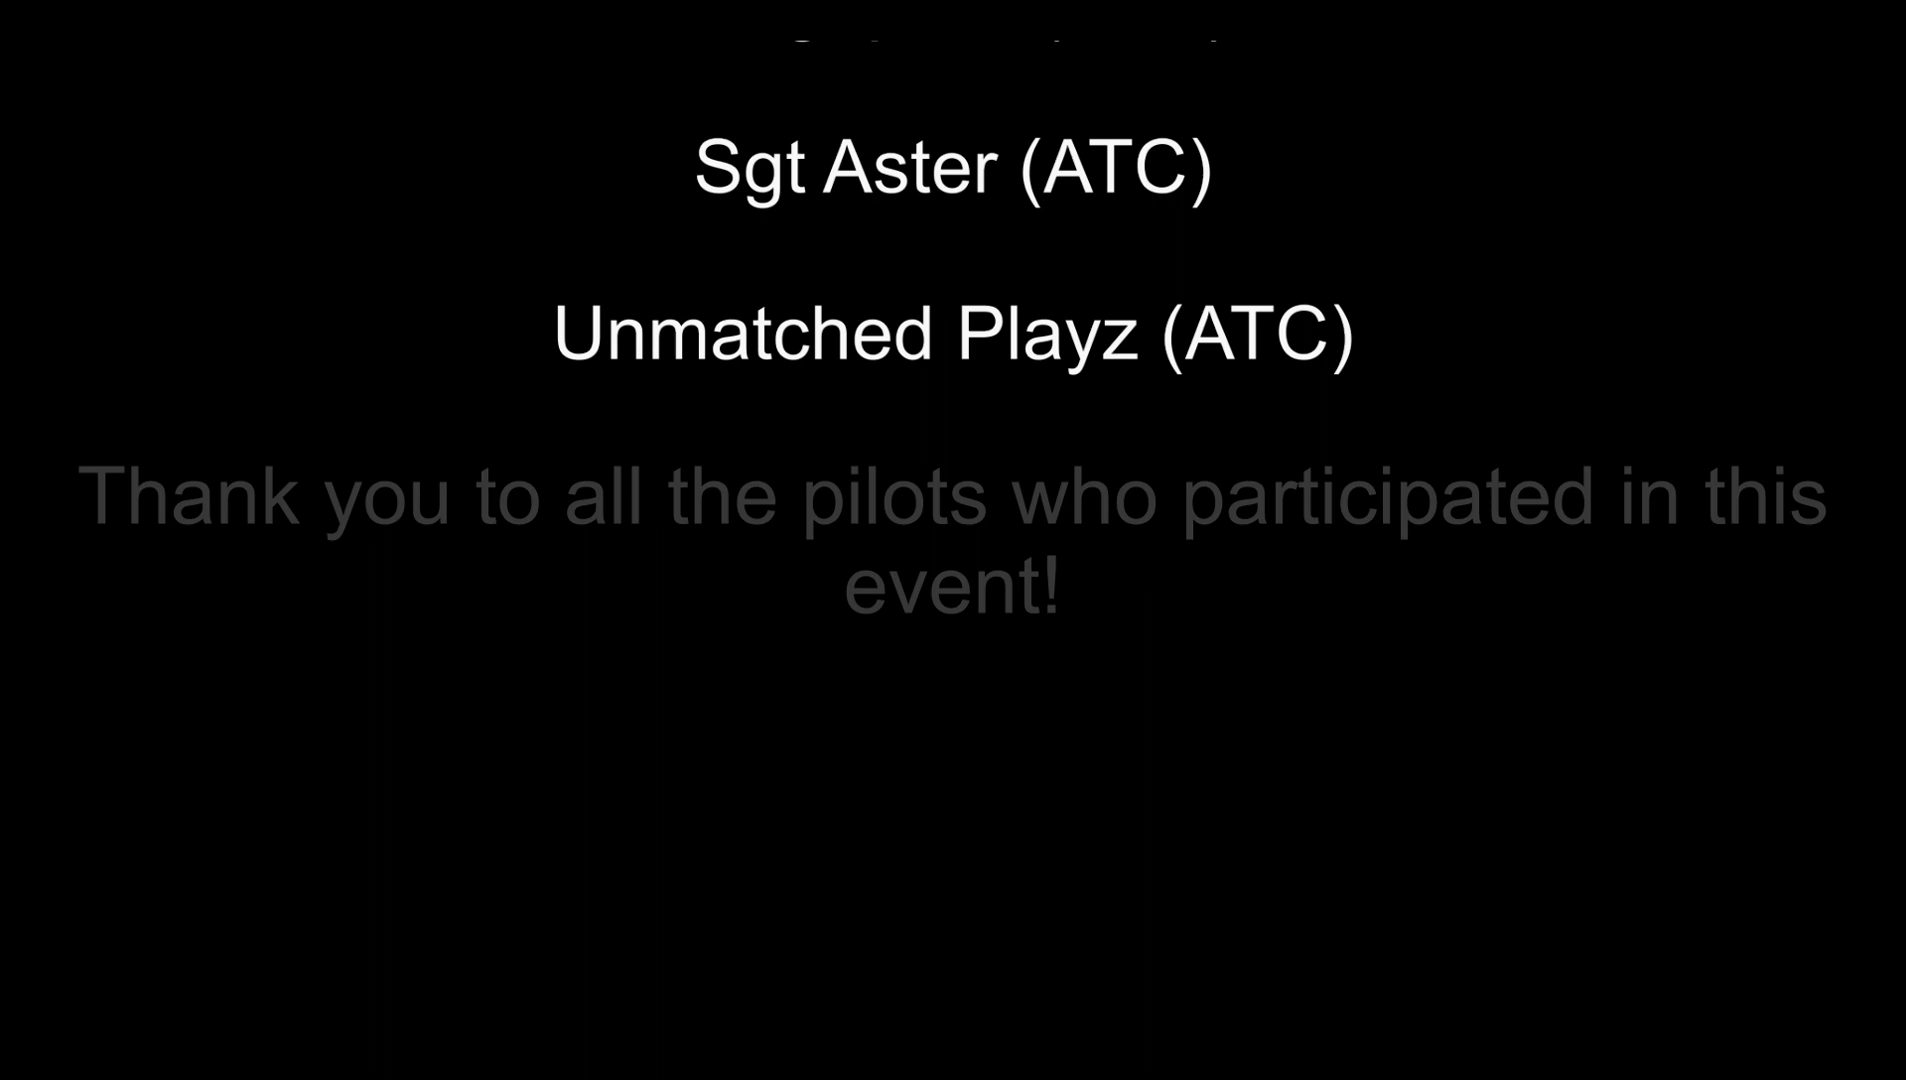 Sgt Aster (ATC)
Unmatched Playz (ATC)
Thank you to all the pilots who participated in this
event!